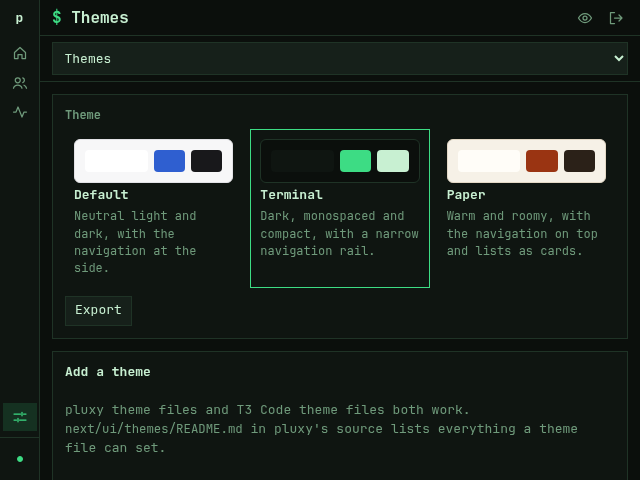 p
$ Themes
Themes
Theme
Default
Neutral light and
dark, with the
navigation at the
side.
Terminal
Dark, monospaced and
compact, with a narrow
navigation rail.
Paper
Warm and roomy, with
the navigation on top
and lists as cards.
Export
Add a theme
pluxy theme files and T3 Code theme files both work.
next/ui/themes/README.md in pluxy's source lists everything a theme
file can set.